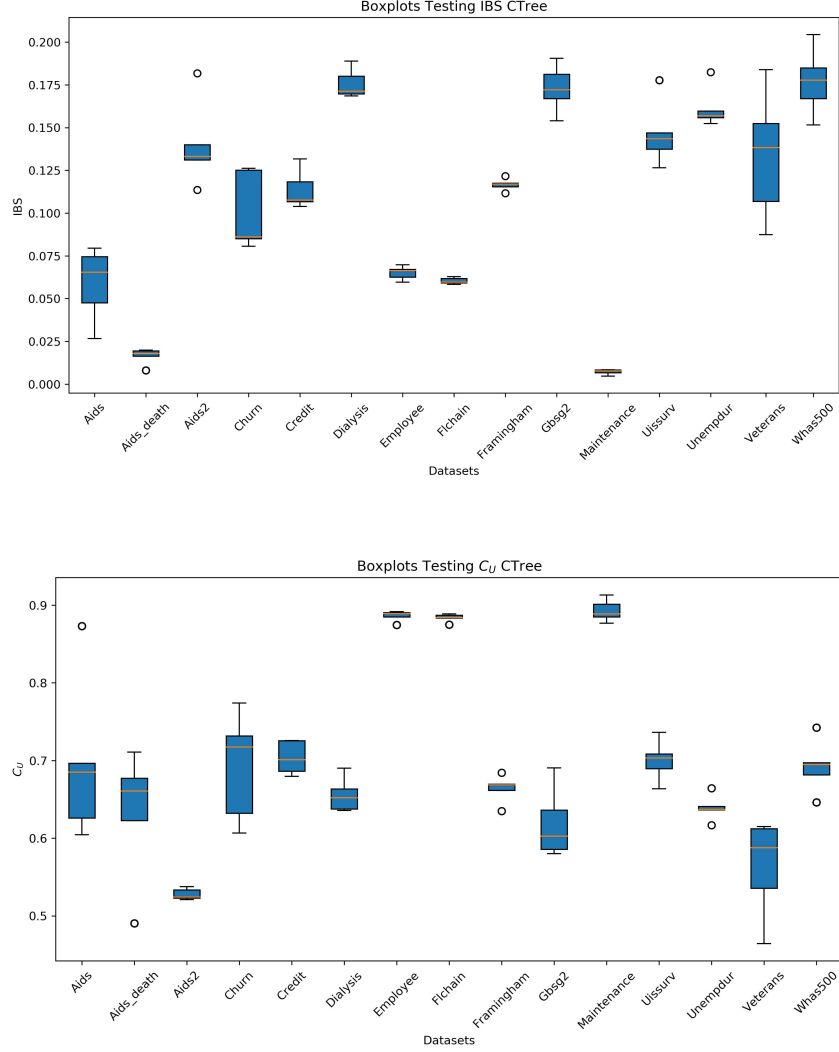 Boxplots Testing IBS CTree
0.200
0.175
0.150
0.125
0.100
0.075
0.050
0.025
0.000
IBS
Aids
Aids_death
Aids2
Churn
Credit
Dialysis
Employee
Flchain
Framingham
Gbsg2
Maintenance
Uissurv
Unempdur
Veterans
Whas500
Datasets
Boxplots Testing C_U CTree
0.9
0.8
0.7
0.6
0.5
C_U
Aids
Aids_death
Aids2
Churn
Credit
Dialysis
Employee
Flchain
Framingham
Gbsg2
Maintenance
Uissurv
Unempdur
Veterans
Whas500
Datasets